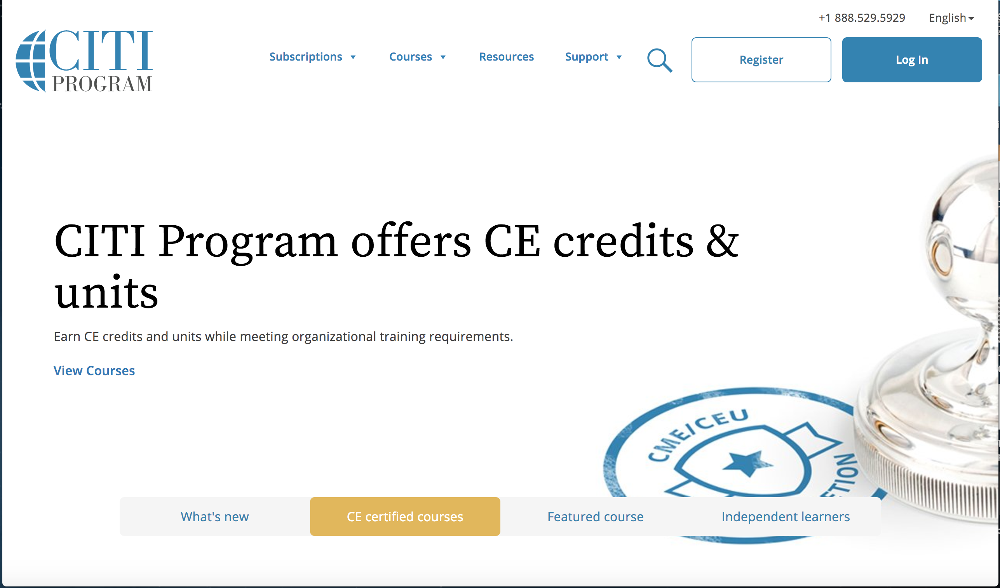 +1 888.529.5929 English
CITI
PROGRAM
Subscriptions Courses Resources Support Register Log In
CITI Program offers CE credits &
units
Earn CE credits and units while meeting organizational training requirements.
View Courses
CME/CEU
What's new CE certified courses Featured course Independent learners